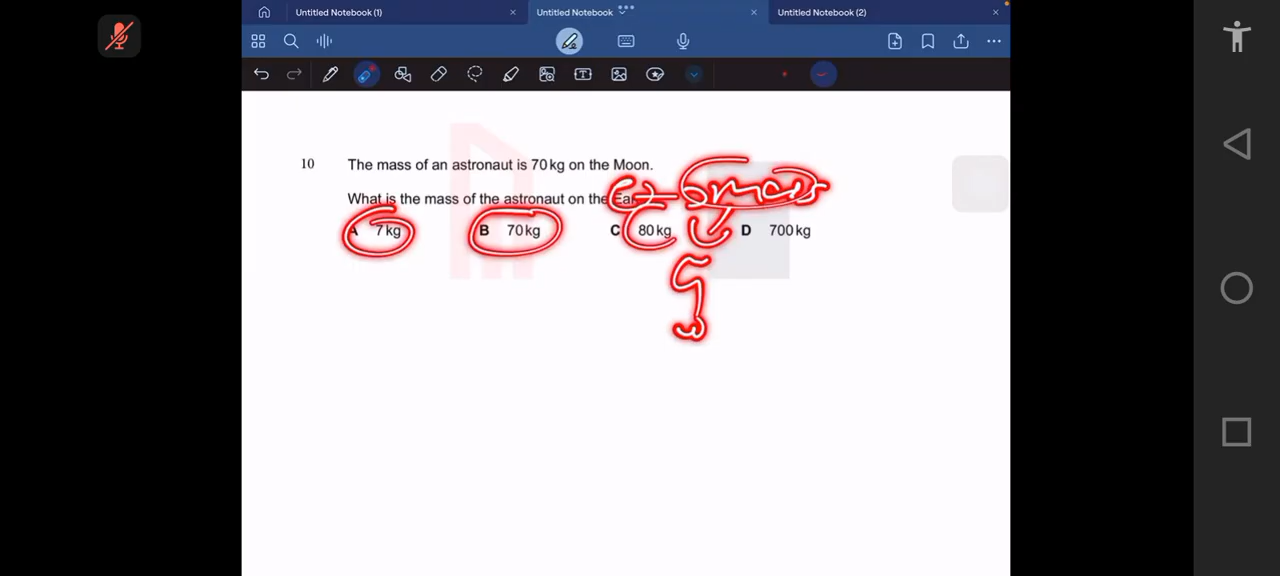 Untitled Notebook (1)
Untitled Notebook
Untitled Notebook (2)
10 The mass of an astronaut is 70 kg on the Moon.
What is the mass of the astronaut on the Ea
A 7 kg B 70 kg C 80 kg D 700 kg